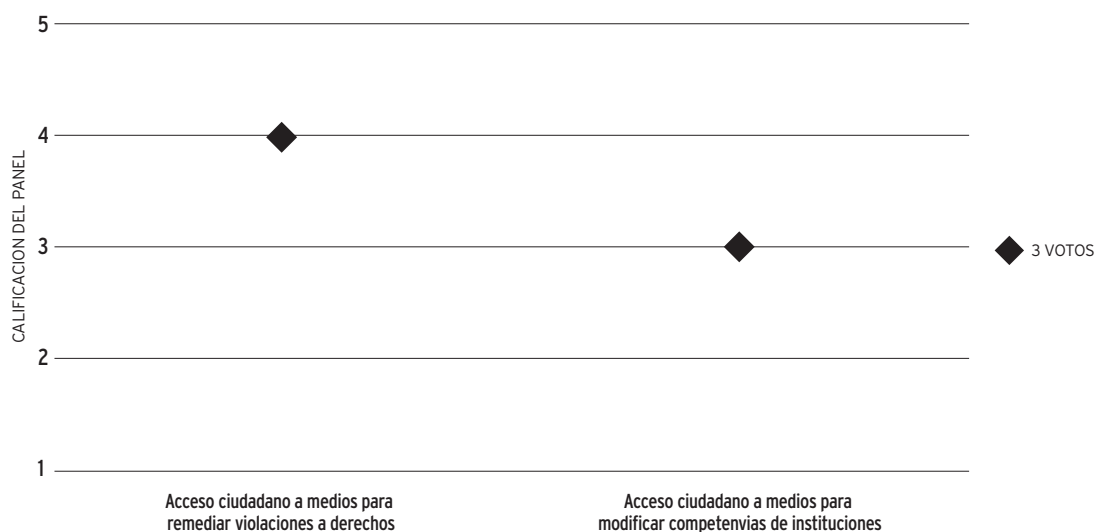 5
4
CALIFICACION DEL PANEL
3
3 VOTOS
2
1
Acceso ciudadano a medios para
remediar violaciones a derechos
Acceso ciudadano a medios para
modificar competenvias de instituciones